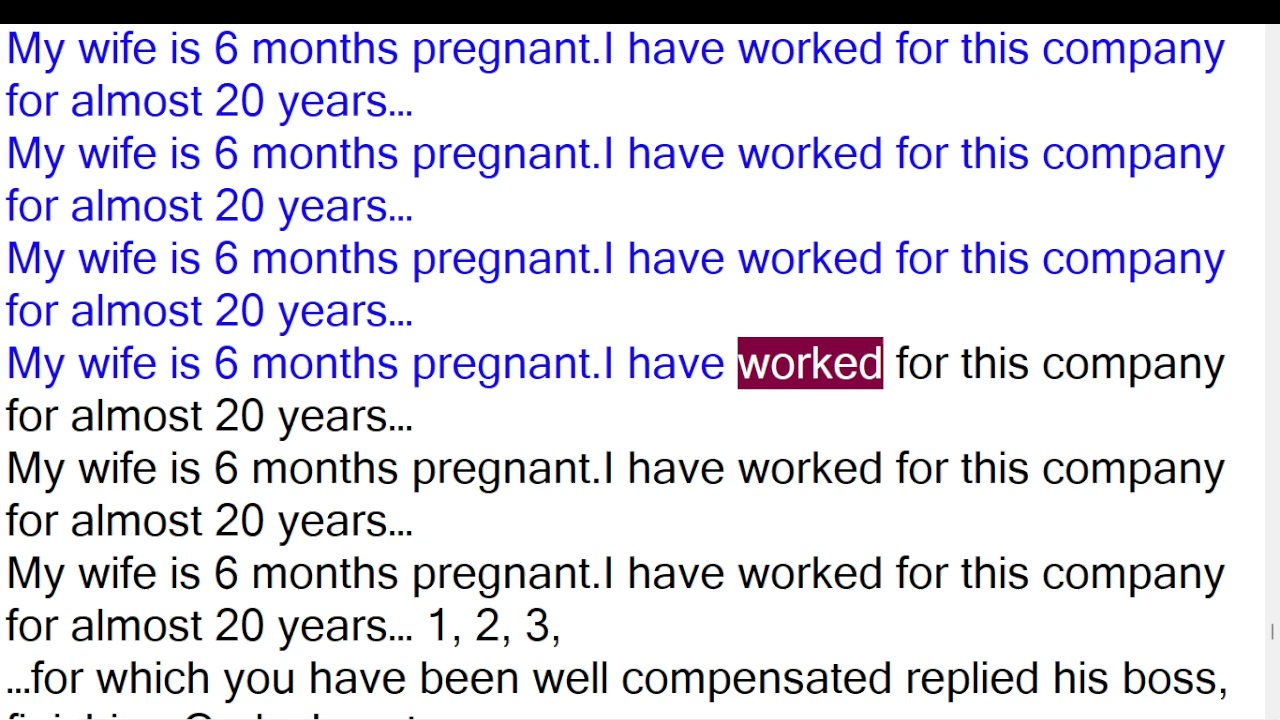 My wife is 6 months pregnant.I have worked for this company
for almost 20 years...
My wife is 6 months pregnant.I have worked for this company
for almost 20 years...
My wife is 6 months pregnant.I have worked for this company
for almost 20 years...
My wife is 6 months pregnant.I have worked for this company
for almost 20 years...
My wife is 6 months pregnant.I have worked for this company
for almost 20 years...
My wife is 6 months pregnant.I have worked for this company
for almost 20 years... 1, 2, 3,
...for which you have been well compensated replied his boss,